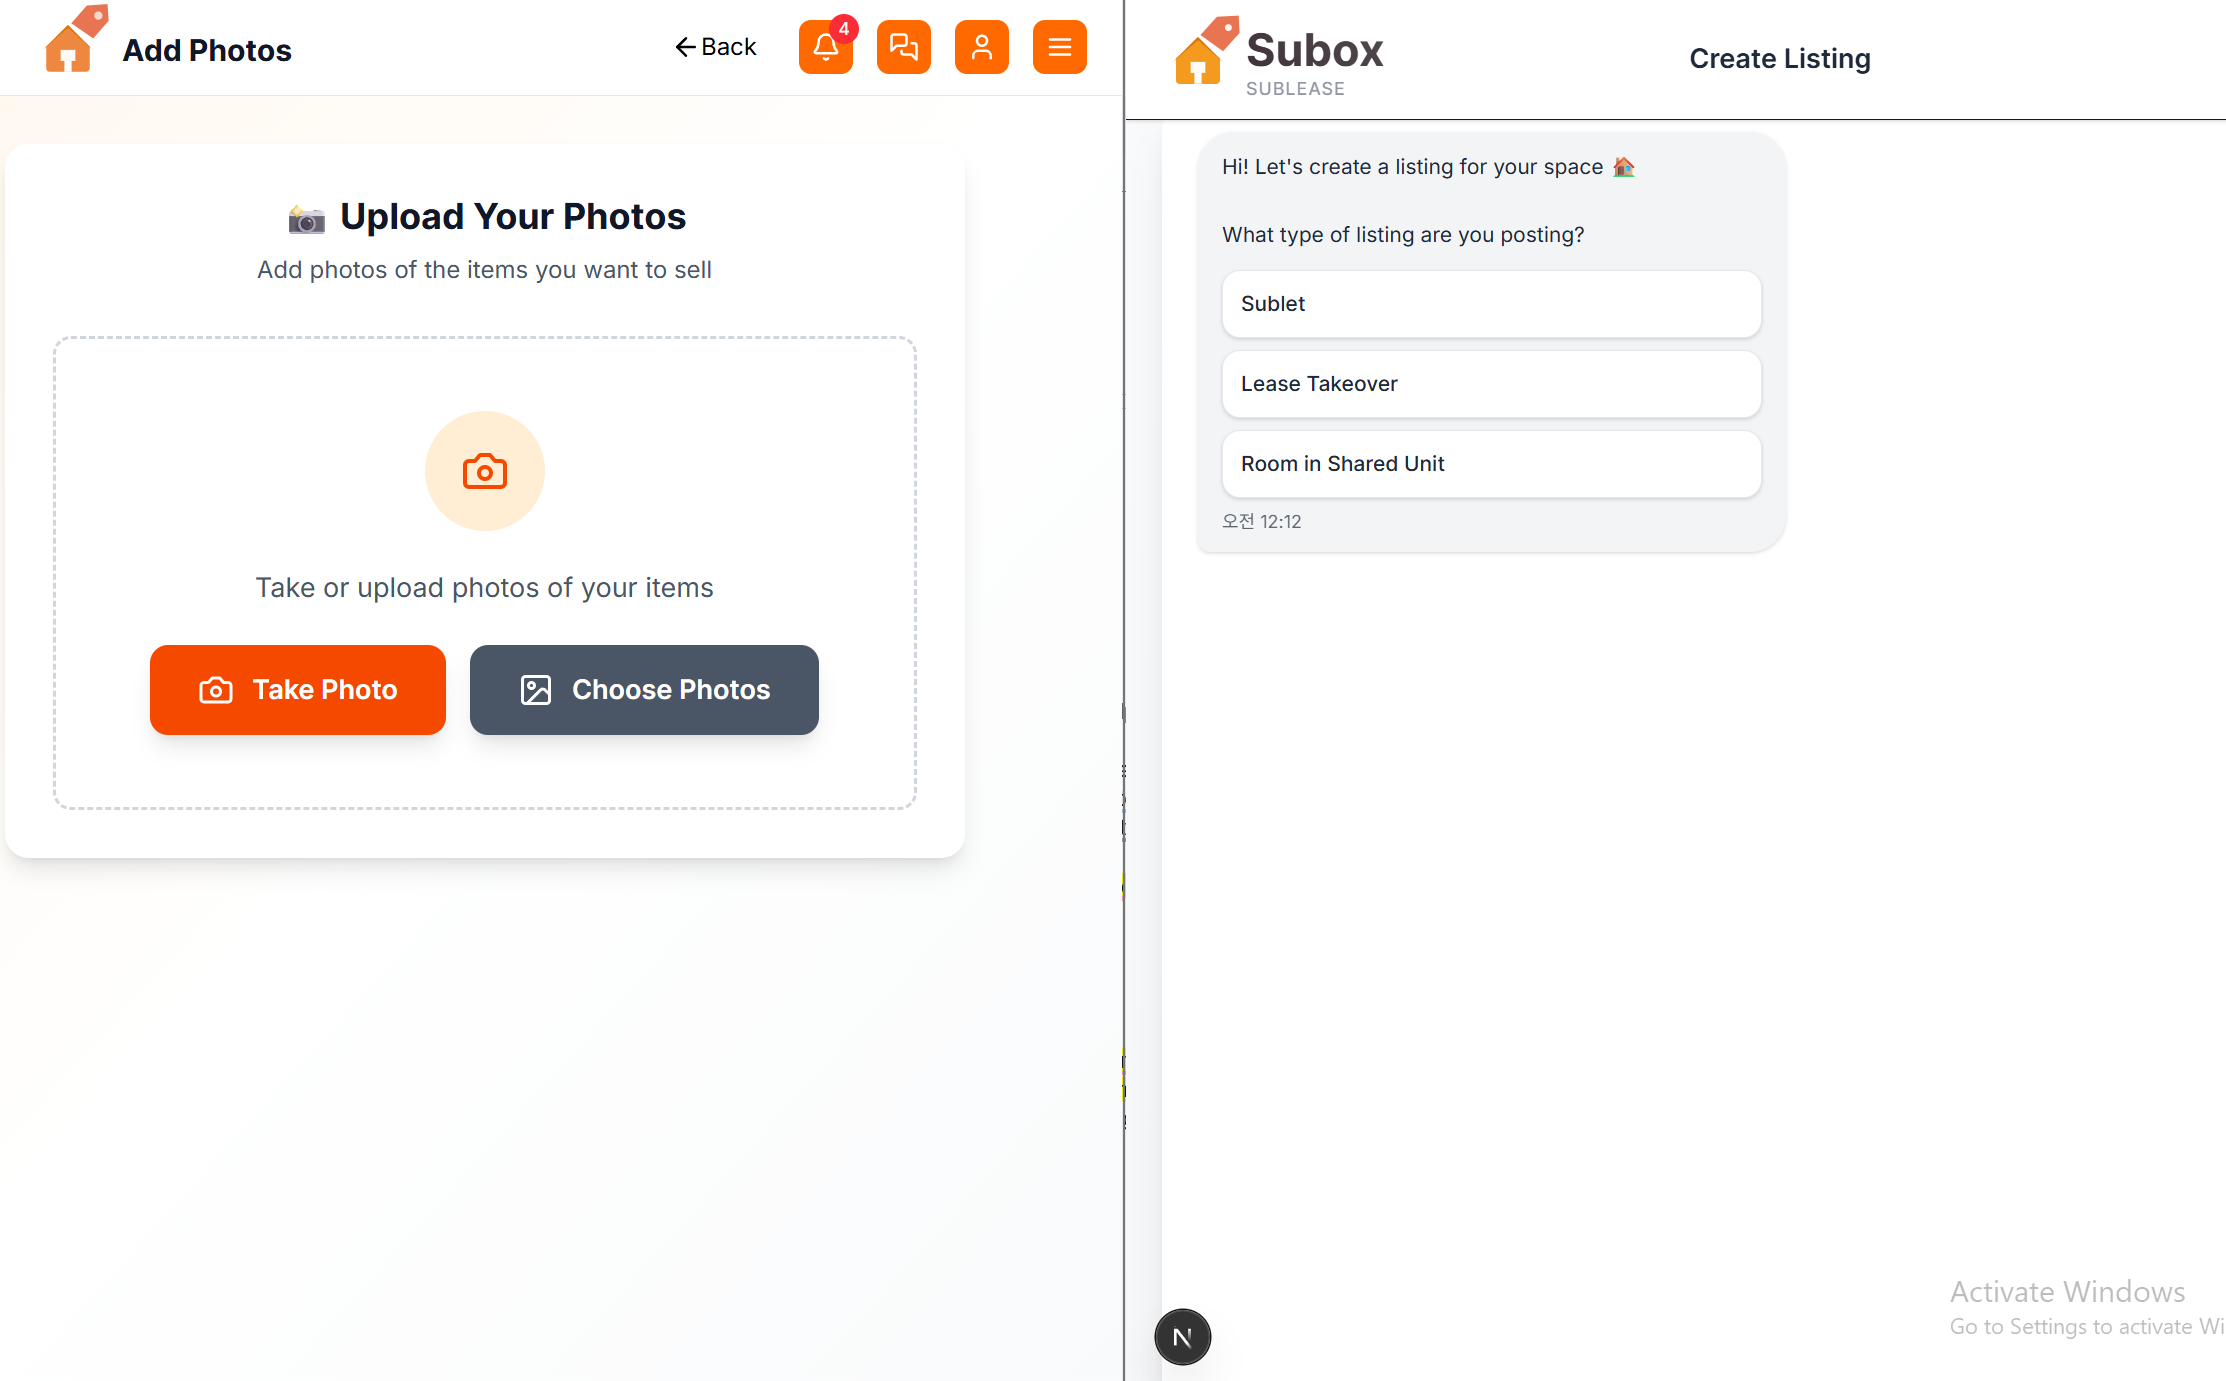 Add Photos
Back
4
Upload Your Photos
Add photos of the items you want to sell
Take or upload photos of your items
Take Photo
Choose Photos
Subox
SUBLEASE
Create Listing
Hi! Let's create a listing for your space
What type of listing are you posting?
Sublet
Lease Takeover
Room in Shared Unit
오전 12:12
N
Activate Windows
Go to Settings to activate Wi